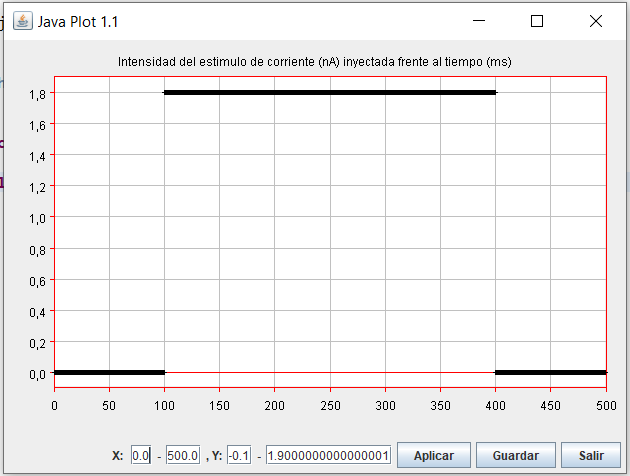 Java Plot 1.1
Intensidad del estimulo de corriente (nA) inyectada frente al tiempo (ms)
1,8
1,6
1,4
1,2
1,0
0,8
0,6
0,4
0,2
0,0
0 50 100 150 200 250 300 350 400 450 500
X: 0.0 - 500.0 , Y: -0.1 - 1.9000000000000001 Aplicar Guardar Salir